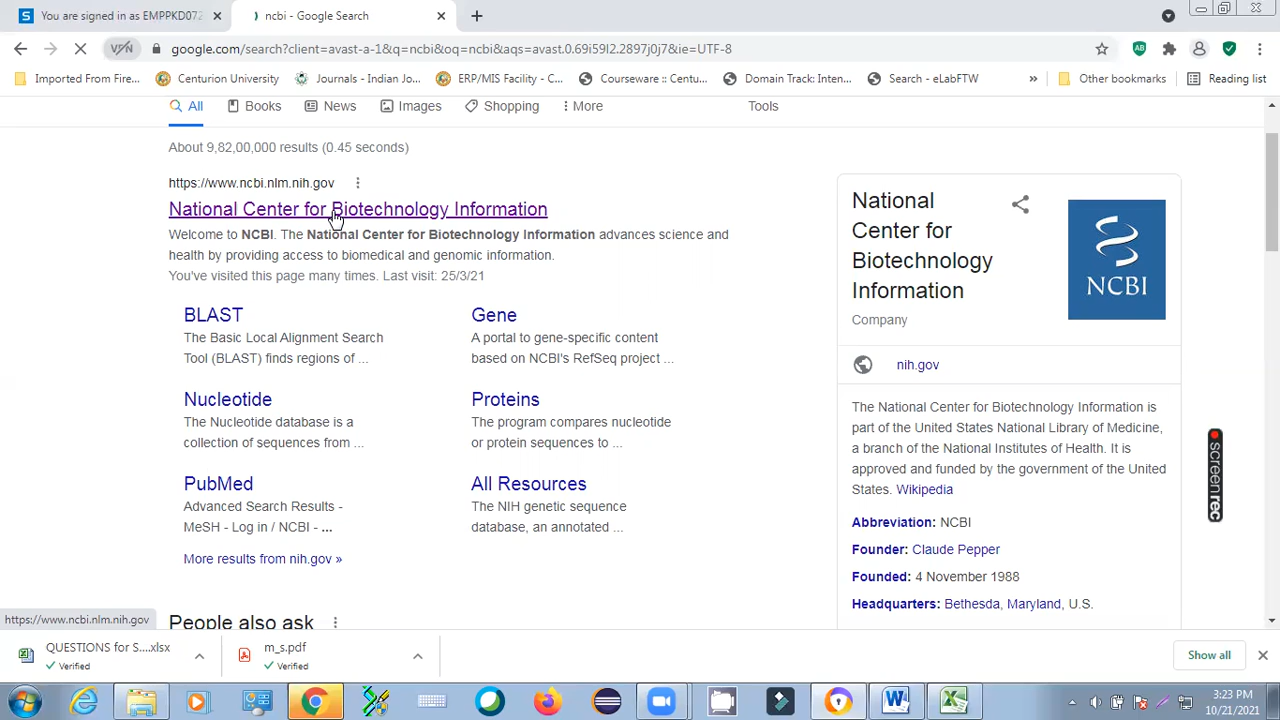 You are signed as EMPPKD072
ncbi - Google Search
VPN
google.com/search?client=avast-a-1&q=ncbi&oq=ncbi&aqs=avast.0.69i59l2.2897j0j7&ie=UTF-8
Imported From Fire...
Centurion University
Journals - Indian Jo...
ERP/MIS Facility - C...
Courseware :: Centu...
Domain Track: Inten...
Search - eLabFTW
»
Other bookmarks
Reading list
All
Books
News
Images
Shopping
More
Tools
About 9,82,00,000 results (0.45 seconds)
https://www.ncbi.nlm.nih.gov
National Center for Biotechnology Information
Welcome to NCBI. The National Center for Biotechnology Information advances science and
health by providing access to biomedical and genomic information.
You've visited this page many times. Last visit: 25/3/21
BLAST
The Basic Local Alignment Search
Tool (BLAST) finds regions of ...
Gene
A portal to gene-specific content
based on NCBI's RefSeq project ...
Nucleotide
The Nucleotide database is a
collection of sequences from ...
Proteins
The program compares nucleotide
or protein sequences to ...
PubMed
Advanced Search Results -
MeSH - Log in / NCBI - ...
All Resources
The NIH genetic sequence
database, an annotated ...
More results from nih.gov »
People also ask
National
Center for
Biotechnology
Information
Company
NCBI
nih.gov
The National Center for Biotechnology Information is
part of the United States National Library of Medicine,
a branch of the National Institutes of Health. It is
approved and funded by the government of the United
States. Wikipedia
Abbreviation: NCBI
Founder: Claude Pepper
Founded: 4 November 1988
Headquarters: Bethesda, Maryland, U.S.
screenrec
https://www.ncbi.nlm.nih.gov
QUESTIONS for S....xlsx
Verified
m_s.pdf
Verified
Show all
3:23 PM
10/21/2021